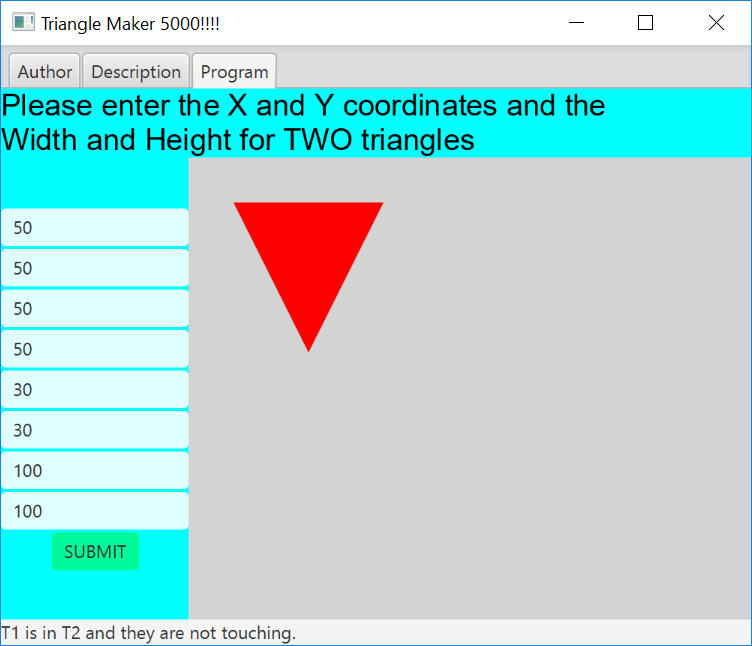 Triangle Maker 5000!!!!
Author Description Program
Please enter the X and Y coordinates and the
Width and Height for TWO triangles
50
50
50
50
30
30
100
100
SUBMIT
T1 is in T2 and they are not touching.